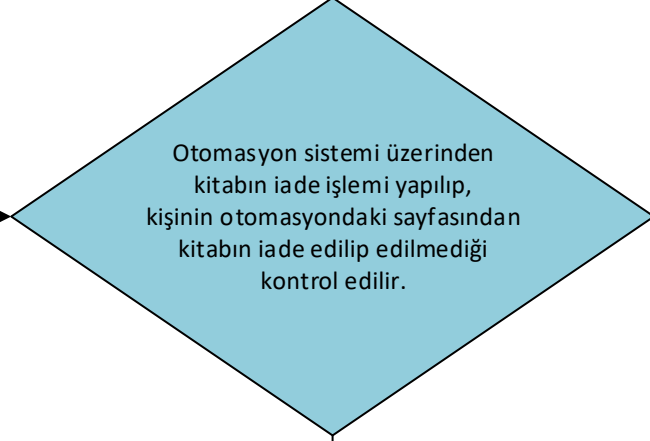 Otomasyon sistemi üzerinden
kitabın iade işlemi yapılıp,
kişinin otomasyondaki sayfasından
kitabın iade edilip edilmediği
kontrol edilir.